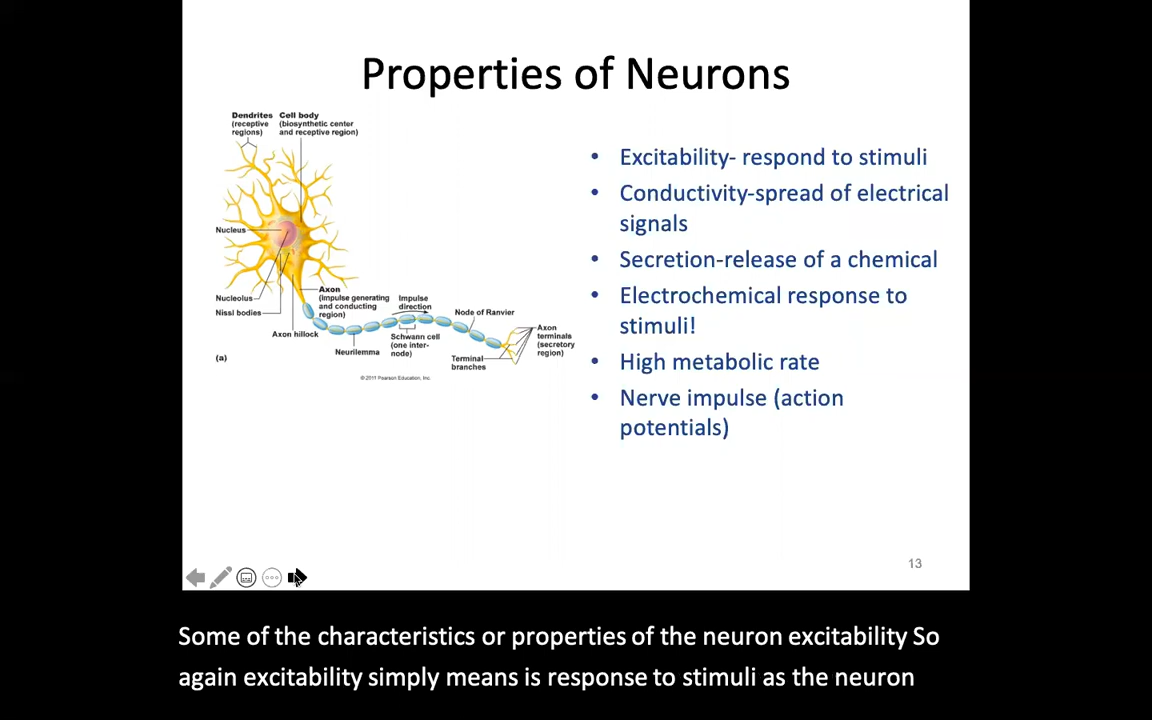 Properties of Neurons
Dendrites
(receptive
regions)
Cell body
(biosynthetic center
and receptive region)
Nucleus
Nucleolus
Nissl bodies
Axon hillock
Axon
(impulse generating
and conducting
region)
Impulse
direction
Neurilemma
Schwann cell
(one inter-
node)
Node of Ranvier
Terminal
branches
Axon
terminals
(secretory
region)
(a)
© 2017 Pearson Education, Inc.
• Excitability- respond to stimuli
• Conductivity-spread of electrical
signals
• Secretion-release of a chemical
• Electrochemical response to
stimuli!
• High metabolic rate
• Nerve impulse (action
potentials)
13
Some of the characteristics or properties of the neuron excitability So
again excitability simply means is response to stimuli as the neuron